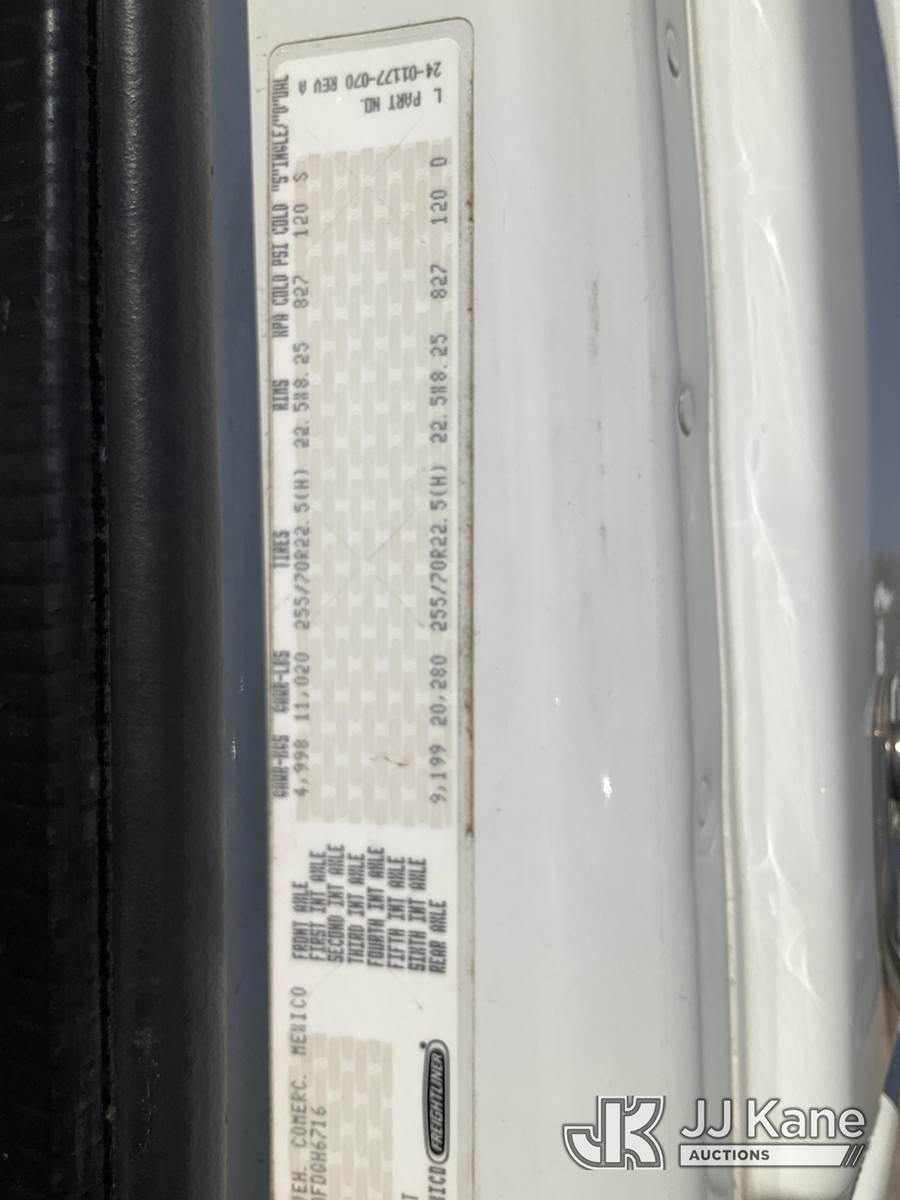 GAWR-KGS GAWR-LBS TIRES RIMS KPA COLD PSI COLD "S"INGLE/"D"UAL
VEH. COMERC. MEXICO
FRONT AXLE 4,998 11,020 255/70R22.5(H) 22.5X8.25 827 120 S
FDGH6716
FIRST INT AXLE
SECOND INT AXLE
THIRD INT AXLE
FOURTH INT AXLE
FIFTH INT AXLE
SIXTH INT AXLE
REAR AXLE 9,199 20,280 255/70R22.5(H) 22.5X8.25 827 120 D
FREIGHTLINER
L PART NO.
24-01177-070 REV A
JK JJ Kane
AUCTIONS